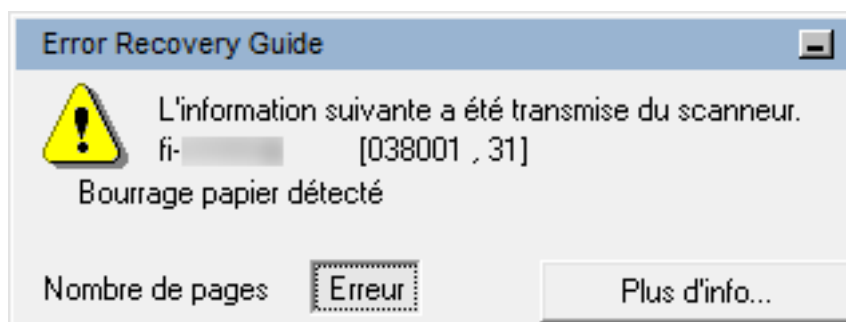 Error Recovery Guide
L'information suivante a été transmise du scanneur.
fi- [038001 , 31]
Bourrage papier détecté
Nombre de pages Erreur Plus d'info...